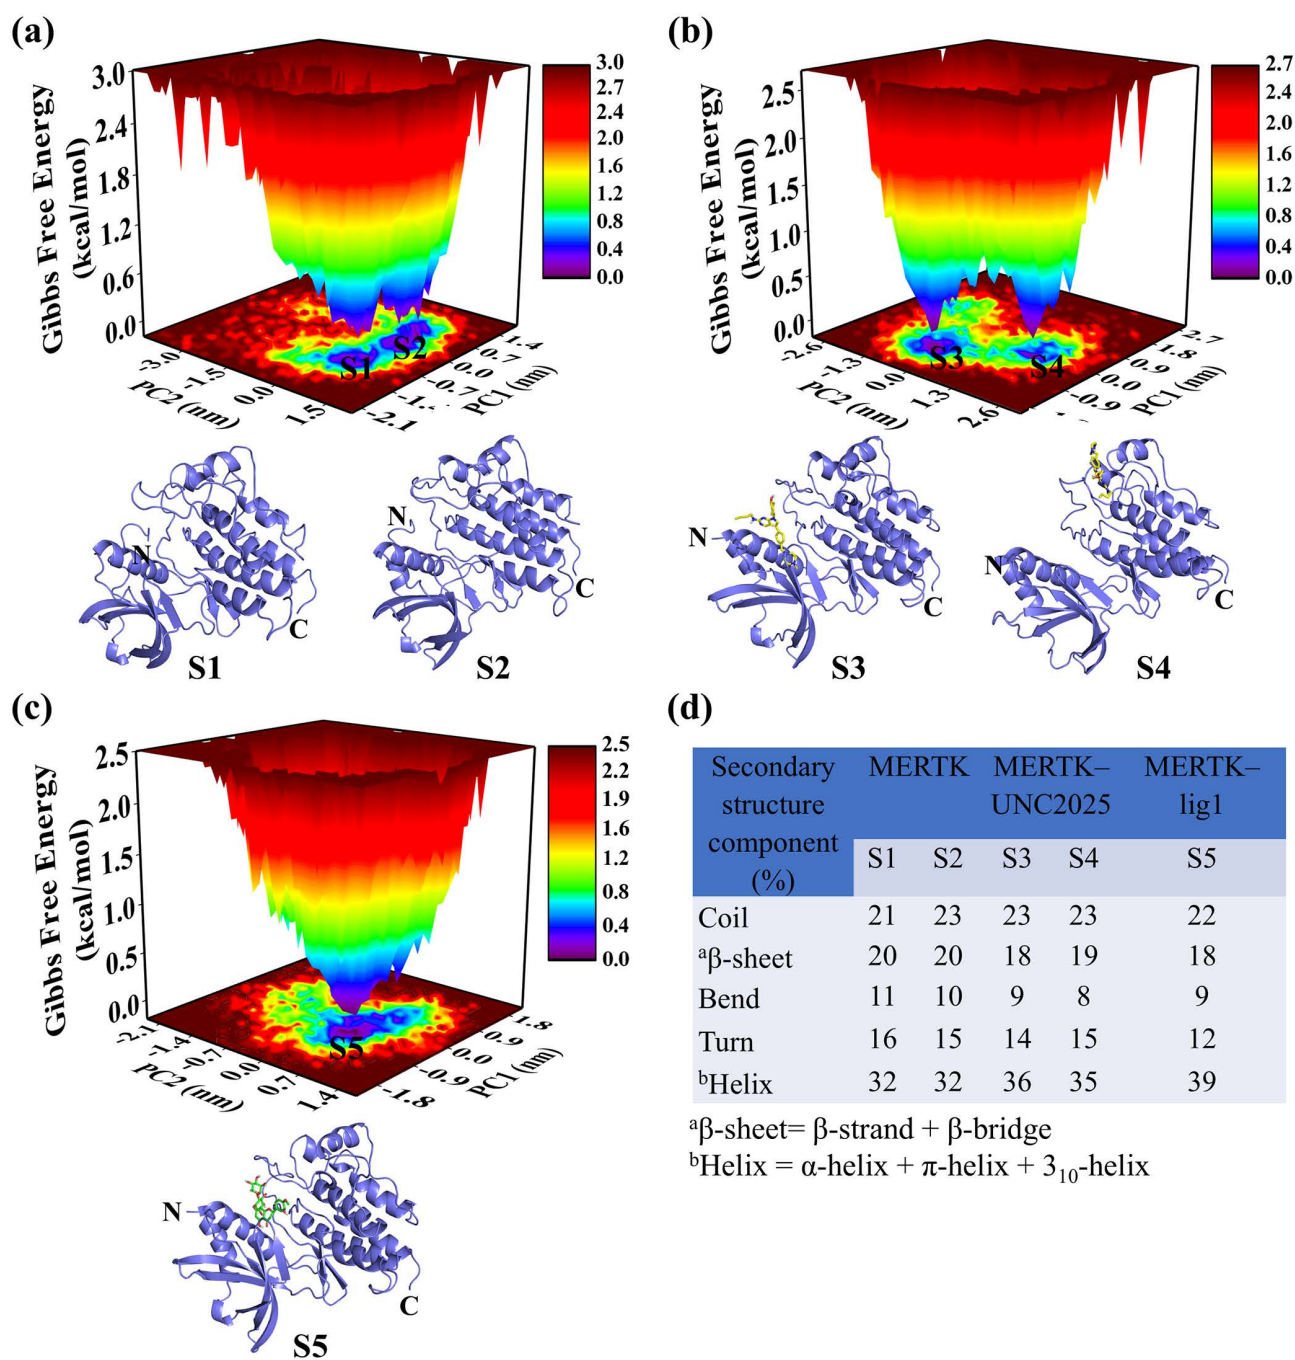 (a)
Gibbs Free Energy
(kcal/mol)
3.0
2.4
1.8
1.2
0.6
0.0
3.0
2.7
2.4
2.0
1.6
1.2
0.8
0.4
0.0
S1
S2
-3.0
-1.5
0.0
1.5
PC2 (nm)
-2.1
-0.7
0.0
0.7
1.4
PC1 (nm)
N
C
S1
N
C
S2
(b)
Gibbs Free Energy
(kcal/mol)
2.5
2.0
1.5
1.0
0.5
0.0
2.7
2.4
2.0
1.6
1.2
0.8
0.4
0.0
S3
S4
-2.6
-1.3
0.0
1.3
2.6
PC2 (nm)
-0.9
0.0
0.9
1.8
2.7
PC1 (nm)
N
C
S3
N
C
S4
(c)
Gibbs Free Energy
(kcal/mol)
2.5
2.0
1.5
1.0
0.5
0.0
2.5
2.2
1.9
1.6
1.3
1.0
0.6
0.3
0.0
S5
-2.1
-1.4
-0.7
0.0
0.7
1.4
PC2 (nm)
-1.8
-0.9
0.0
0.9
1.8
PC1 (nm)
N
C
S5
(d)
Secondary structure component (%) MERTK MERTK–UNC2025 MERTK–lig1
S1 S2 S3 S4 S5
Coil 21 23 23 23 22
ᵃβ-sheet 20 20 18 19 18
Bend 11 10 9 8 9
Turn 16 15 14 15 12
ᵇHelix 32 32 36 35 39
ᵃβ-sheet= β-strand + β-bridge
ᵇHelix = α-helix + π-helix + 3₁₀-helix